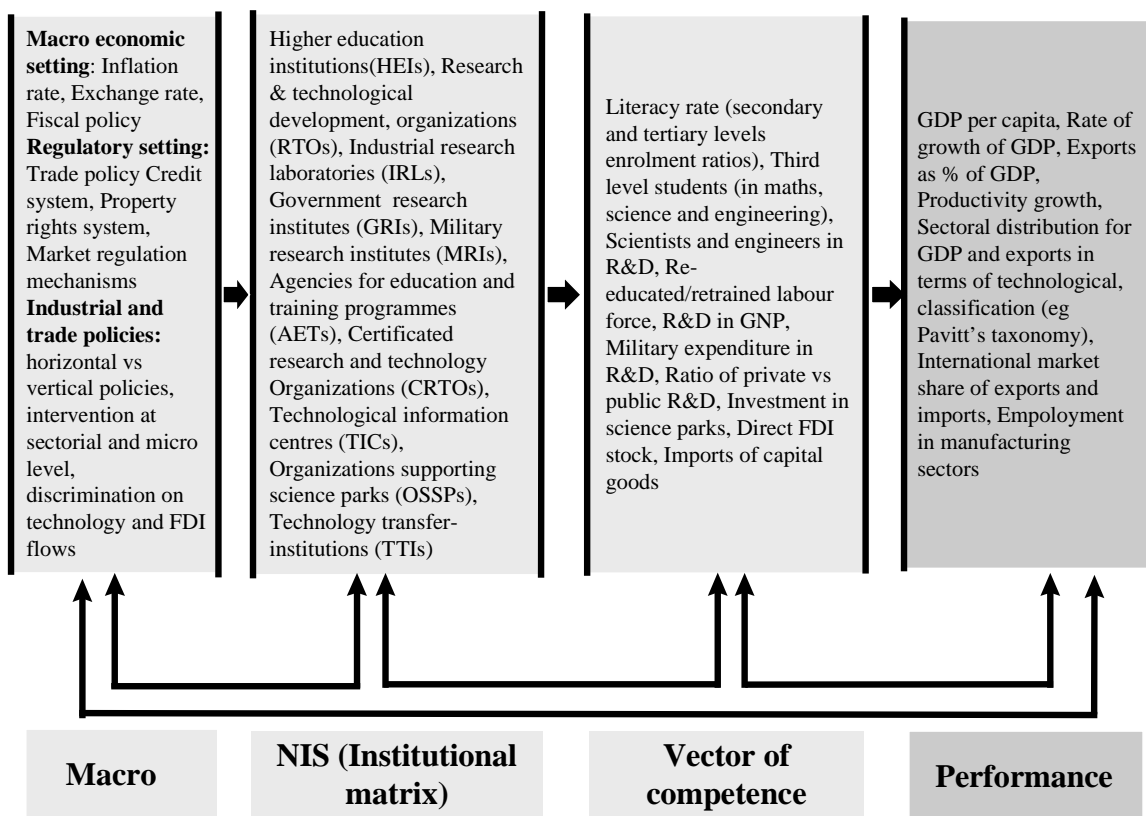 Macro economic
setting: Inflation
rate, Exchange rate,
Fiscal policy
Regulatory setting:
Trade policy Credit
system, Property
rights system,
Market regulation
mechanisms
Industrial and
trade policies:
horizontal vs
vertical policies,
intervention at
sectorial and micro
level,
discrimination on
technology and FDI
flows
Higher education
institutions(HEIs), Research
& technological
development, organizations
(RTOs), Industrial research
laboratories (IRLs),
Government research
institutes (GRIs), Military
research institutes (MRIs),
Agencies for education and
training programmes
(AETs), Certificated
research and technology
Organizations (CRTOs),
Technological information
centres (TICs),
Organizations supporting
science parks (OSSPs),
Technology transfer-
institutions (TTIs)
Literacy rate (secondary
and tertiary levels
enrolment ratios), Third
level students (in maths,
science and engineering),
Scientists and engineers in
R&D, Re-
educated/retrained labour
force, R&D in GNP,
Military expenditure in
R&D, Ratio of private vs
public R&D, Investment in
science parks, Direct FDI
stock, Imports of capital
goods
GDP per capita, Rate of
growth of GDP, Exports
as % of GDP,
Productivity growth,
Sectoral distribution for
GDP and exports in
terms of technological,
classification (eg
Pavitt's taxonomy),
International market
share of exports and
imports, Empoloyment
in manufacturing
sectors
Macro
NIS (Institutional
matrix)
Vector of
competence
Performance